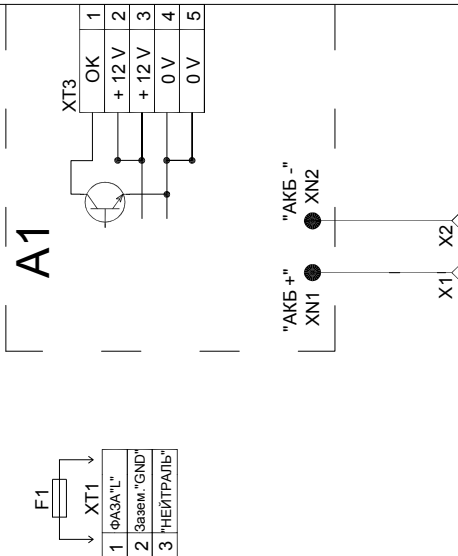 XT3
1 ОК
2 + 12 V
3 + 12 V
4 0 V
5 0 V
A1
"АКБ -"
XN2
"АКБ +"
XN1
X2
X1
F1
XT1
1 ФАЗА"L"
2 Зазем."GND"
3 "НЕЙТРАЛЬ"